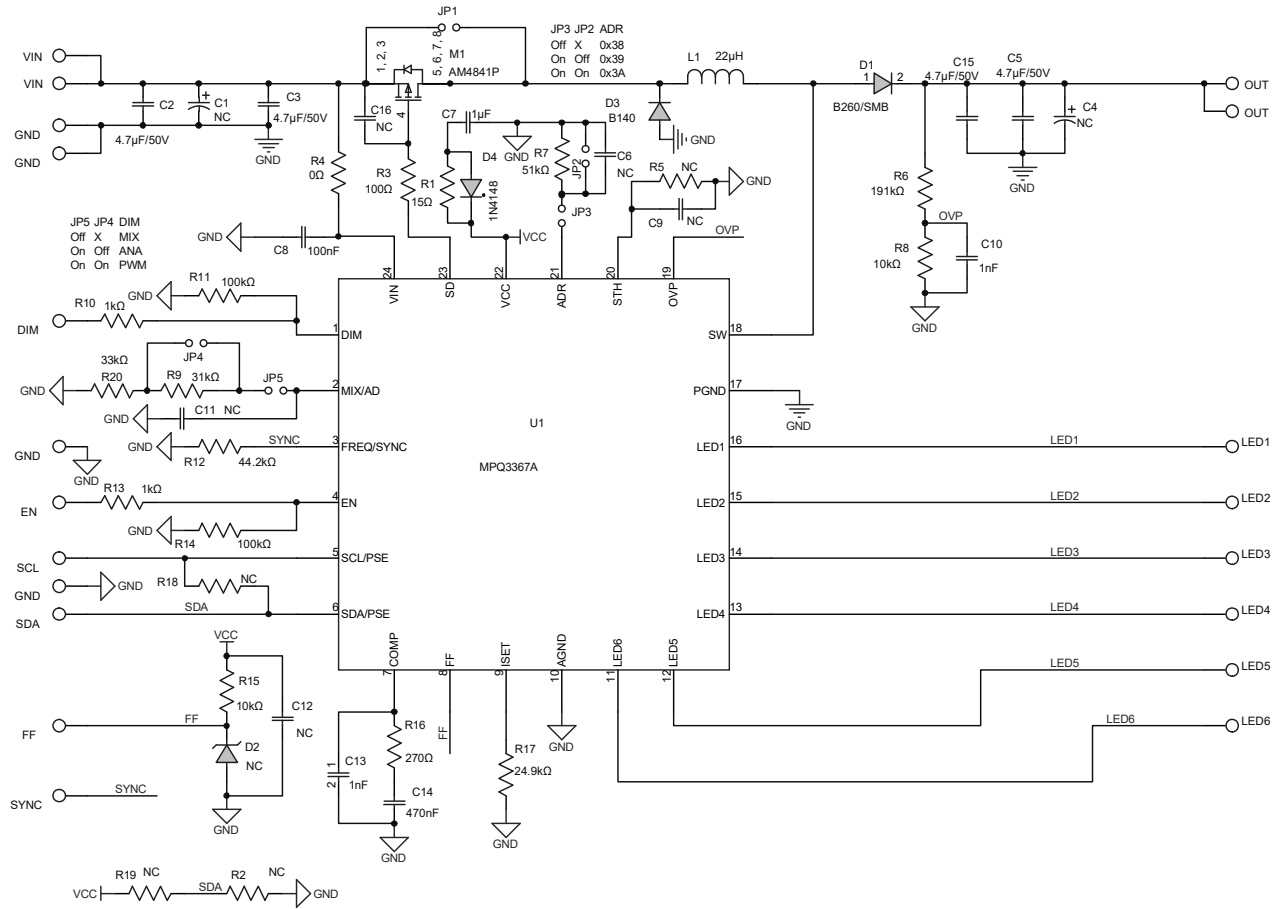 JP1
JP3 JP2 ADR
Off X 0x38
On Off 0x39
On On 0x3A
VIN
VIN
GND
GND
C2
4.7µF/50V
C1
NC
C3
4.7µF/50V
GND
1, 2, 3
5, 6, 7, 8
M1
AM4841P
4
C16
NC
R4
0Ω
R3
100Ω
C7
1µF
D4
R1
15Ω
1N4148
GND
R7
51kΩ
JP2
C6
NC
JP3
VCC
L1
22µH
D3
B140
GND
R5
NC
GND
C9
NC
OVP
D1
1
2
B260/SMB
C15
4.7µF/50V
C5
4.7µF/50V
C4
NC
GND
OUT
OUT
R6
191kΩ
OVP
R8
10kΩ
C10
1nF
GND
JP5 JP4 DIM
Off X MIX
On Off ANA
On On PWM
GND
C8
100nF
24
VIN
23
SD
22
VCC
21
ADR
20
STH
19
OVP
GND
R11
100kΩ
DIM
R10
1kΩ
1
DIM
SW
18
GND
33kΩ
R20
JP4
R9
31kΩ
JP5
2
MIX/AD
PGND
17
GND
GND
C11
NC
U1
MPQ3367A
GND
GND
GND
R12
44.2kΩ
SYNC
3
FREQ/SYNC
LED1
16
LED1
LED1
EN
R13
1kΩ
4
EN
LED2
15
LED2
LED2
GND
R14
100kΩ
SCL
5
SCL/PSE
LED3
14
LED3
LED3
GND
GND
R18
NC
SDA
SDA
6
SDA/PSE
LED4
13
LED4
LED4
COMP
7
FF
8
ISET
9
AGND
10
LED6
11
LED5
12
LED5
LED5
LED6
LED6
VCC
R15
10kΩ
C12
NC
FF
FF
D2
NC
GND
SYNC
SYNC
1
2
C13
1nF
R16
270Ω
C14
470nF
GND
FF
R17
24.9kΩ
GND
GND
VCC
R19
NC
SDA
R2
NC
GND